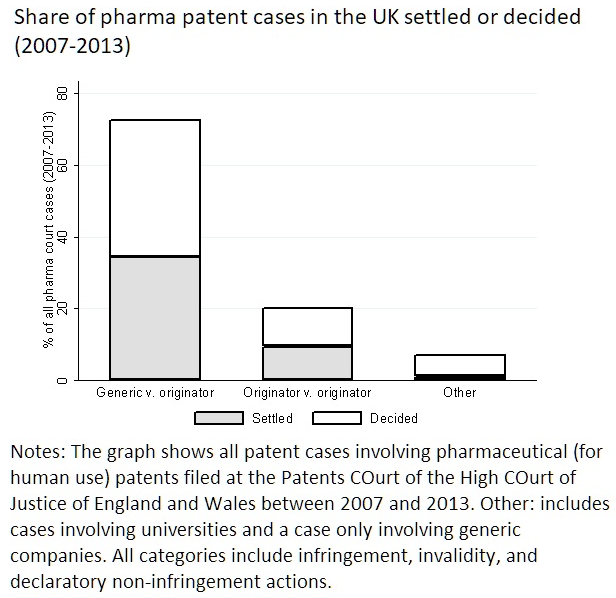 Share of pharma patent cases in the UK settled or decided
(2007-2013)
% of all pharma court cases (2007-2013)
80
60
40
20
0
Generic v. originator
Originator v. originator
Other
Settled
Decided
Notes: The graph shows all patent cases involving pharmaceutical (for
human use) patents filed at the Patents COurt of the High COurt of
Justice of England and Wales between 2007 and 2013. Other: includes
cases involving universities and a case only involving generic
companies. All categories include infringement, invalidity, and
declaratory non-infringement actions.